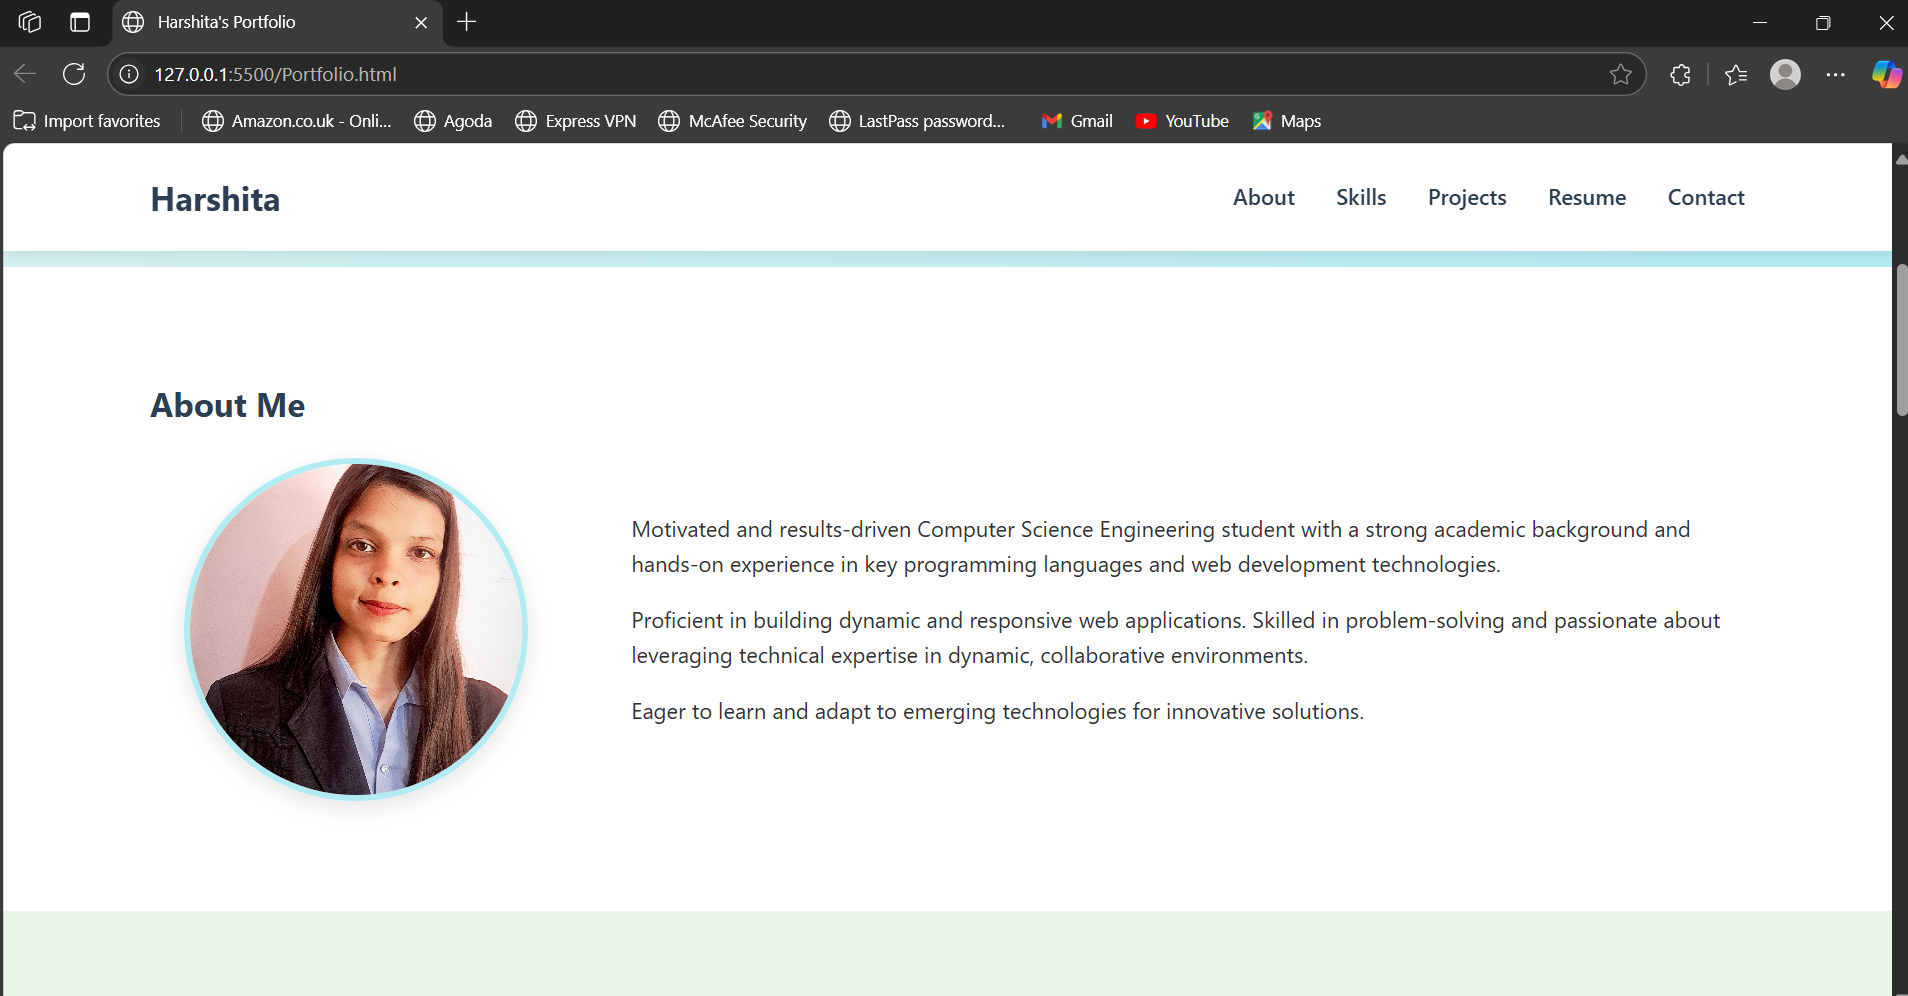 Harshita's Portfolio
127.0.0.1:5500/Portfolio.html
Import favorites
Amazon.co.uk - Onli...
Agoda
Express VPN
McAfee Security
LastPass password...
Gmail
YouTube
Maps
Harshita
About
Skills
Projects
Resume
Contact
About Me
Motivated and results-driven Computer Science Engineering student with a strong academic background and
hands-on experience in key programming languages and web development technologies.
Proficient in building dynamic and responsive web applications. Skilled in problem-solving and passionate about
leveraging technical expertise in dynamic, collaborative environments.
Eager to learn and adapt to emerging technologies for innovative solutions.